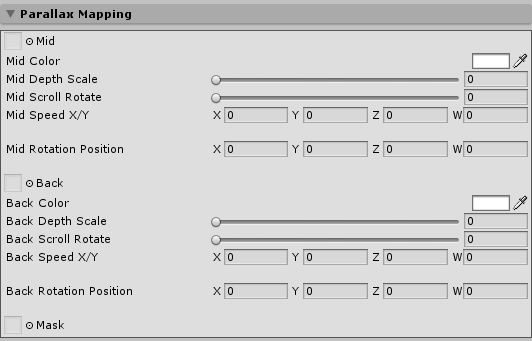 Parallax Mapping
Mid
Mid Color
Mid Depth Scale 0
Mid Scroll Rotate 0
Mid Speed X/Y X 0 Y 0 Z 0 W 0
Mid Rotation Position X 0 Y 0 Z 0 W 0
Back
Back Color
Back Depth Scale 0
Back Scroll Rotate 0
Back Speed X/Y X 0 Y 0 Z 0 W 0
Back Rotation Position X 0 Y 0 Z 0 W 0
Mask